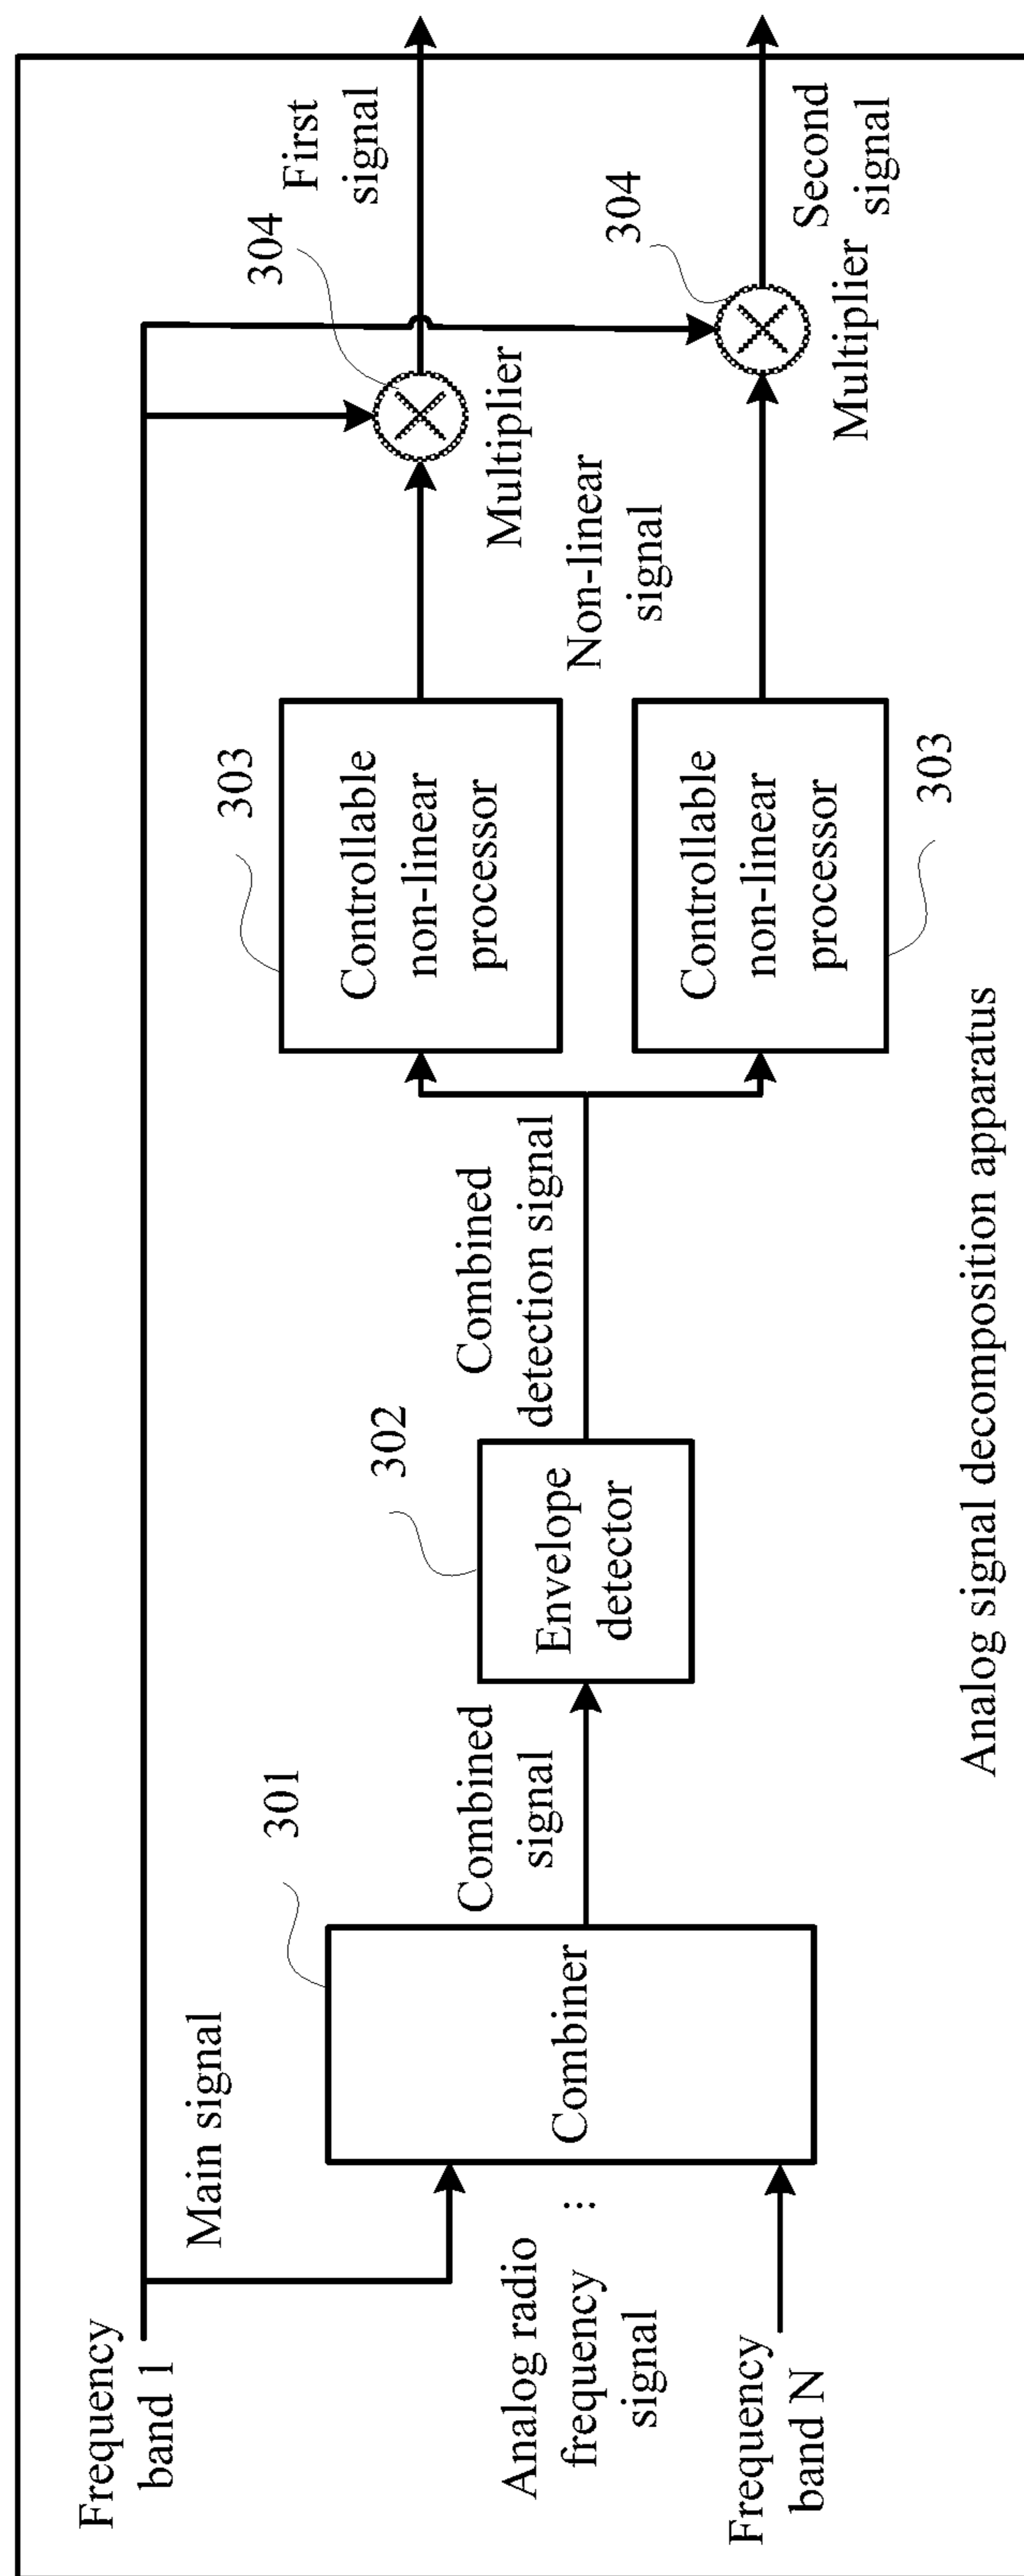 Frequency
band 1
Main signal
Analog radio
frequency
signal
⋮
Frequency
band N
301
Combiner
Combined
signal
302
Envelope
detector
Combined
detection signal
303
Controllable
non-linear
processor
Controllable
non-linear
processor
303
Non-linear
signal
304
Multiplier
First
signal
304
Multiplier
Second
signal
Analog signal decomposition apparatus